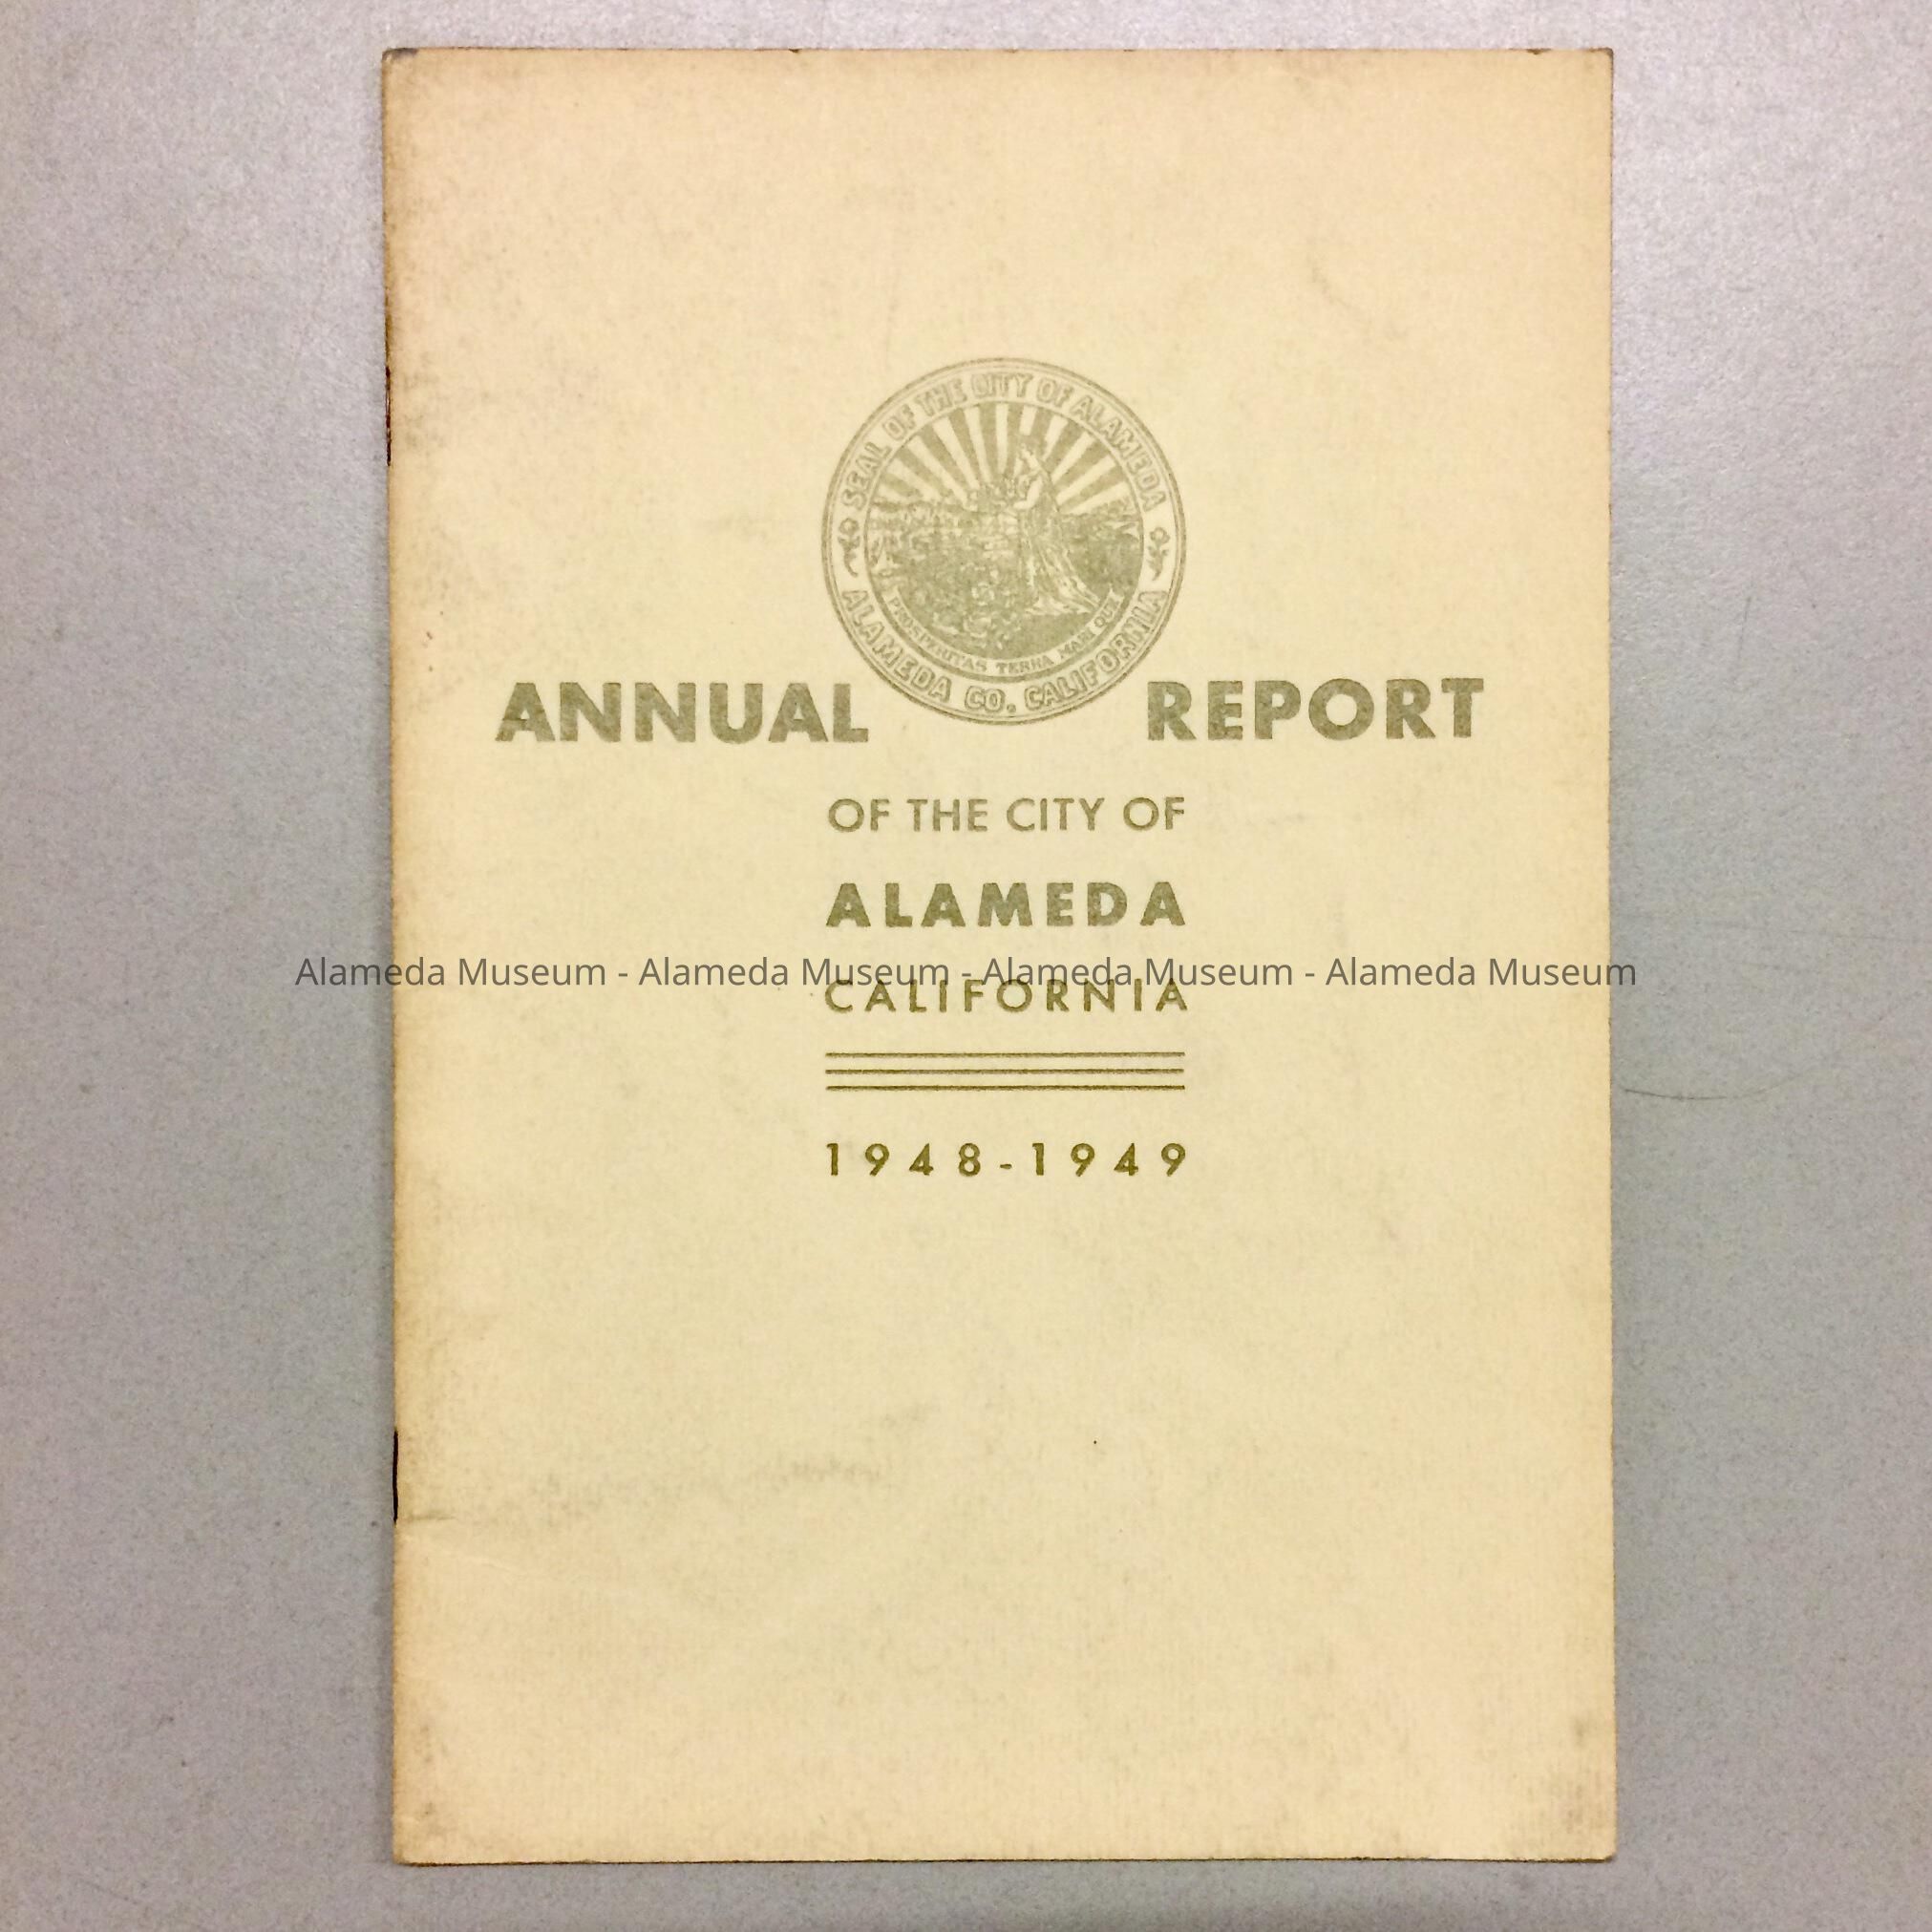 SEAL OF THE CITY OF ALAMEDA
PROSPERITAS TERRA MARI QUE
ALAMEDA CO. CALIFORNIA
ANNUAL REPORT
OF THE CITY OF
ALAMEDA
Alameda Museum - Alameda Museum - Alameda Museum - Alameda Museum
CALIFORNIA
1948-1949